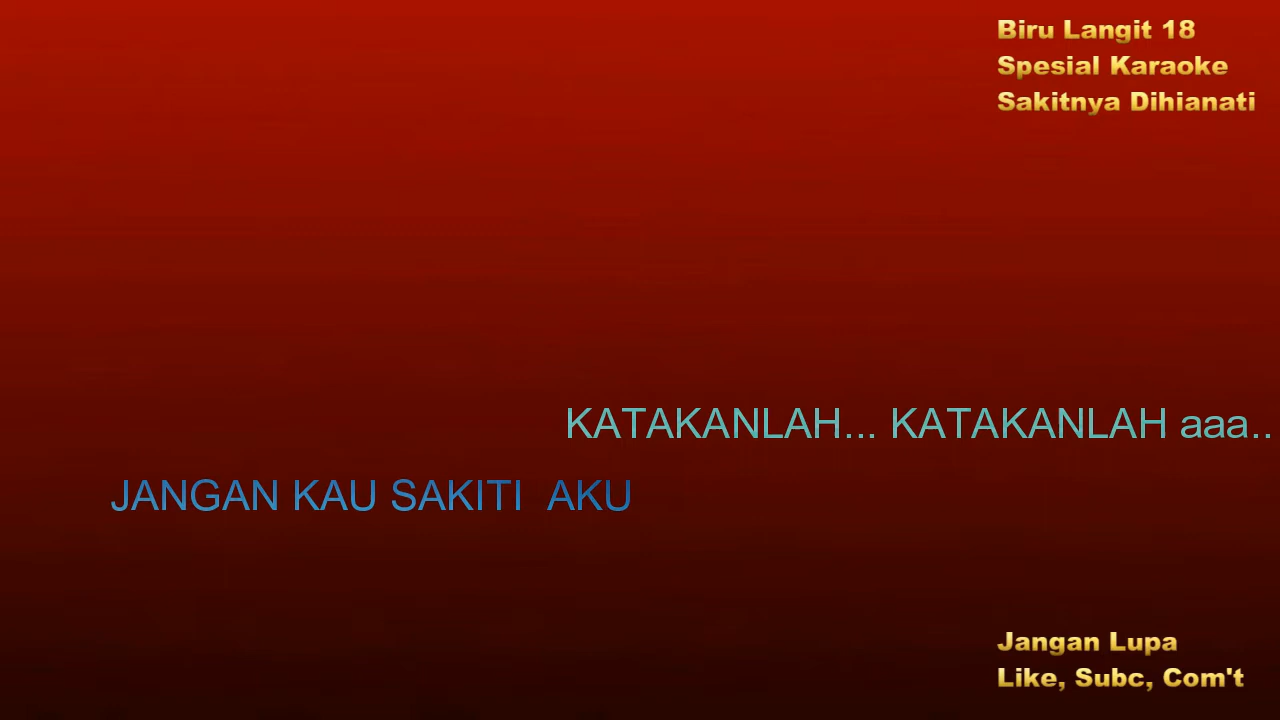 Biru Langit 18
Spesial Karaoke
Sakitnya Dihianati
KATAKANLAH... KATAKANLAH aaa..
JANGAN KAU SAKITI  AKU
Jangan Lupa
Like, Subc, Com't